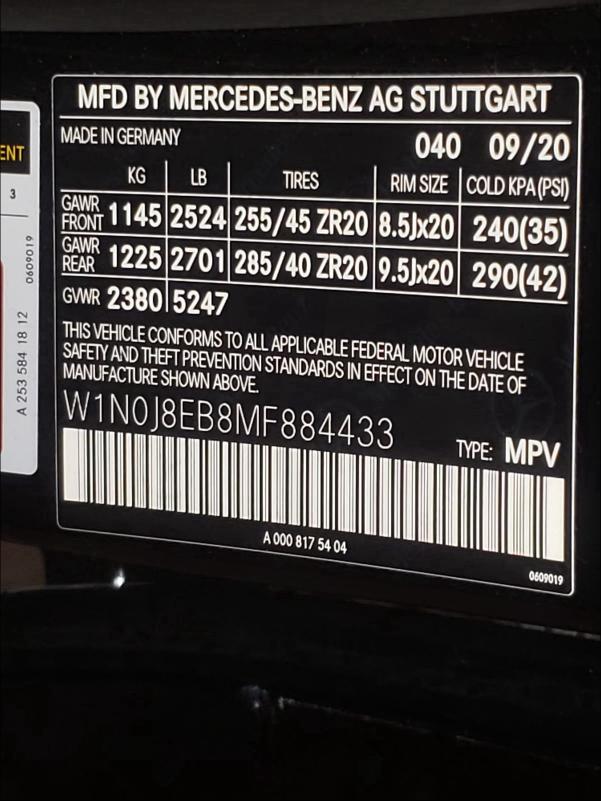 MFD BY MERCEDES-BENZ AG STUTTGART
MADE IN GERMANY 040 09/20
KG LB TIRES RIM SIZE COLD KPA(PSI)
GAWR FRONT 1145 2524 255/45 ZR20 8.5Jx20 240(35)
GAWR REAR 1225 2701 285/40 ZR20 9.5Jx20 290(42)
GVWR 2380 5247
THIS VEHICLE CONFORMS TO ALL APPLICABLE FEDERAL MOTOR VEHICLE
SAFETY AND THEFT PREVENTION STANDARDS IN EFFECT ON THE DATE OF
MANUFACTURE SHOWN ABOVE.
W1N0J8EB8MF884433
TYPE: MPV
A 000 817 54 04
0609019
ENT
3
0609019
A 253 584 18 12